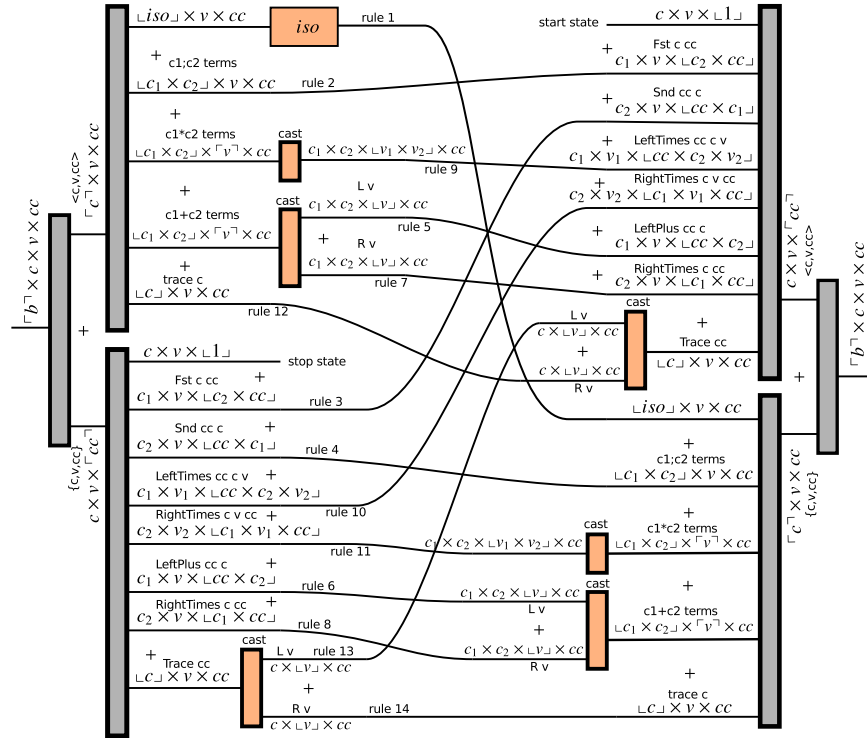 ⌞iso⌟ × v × cc
iso
rule 1
+
c1;c2 terms
⌞c₁ × c₂⌟ × v × cc
rule 2
+
c1*c2 terms
⌞c₁ × c₂⌟ × ⌜v⌝ × cc
cast
c₁ × c₂ × ⌞v₁ × v₂⌟ × cc
rule 9
+
c1+c2 terms
⌞c₁ × c₂⌟ × ⌜v⌝ × cc
cast
L v
c₁ × c₂ × ⌞v⌟ × cc
rule 5
+
R v
c₁ × c₂ × ⌞v⌟ × cc
rule 7
+
trace c
⌞c⌟ × v × cc
rule 12
<c,v,cc>
⌜c⌝ × v × cc
⌜b⌝ × c × v × cc
+
{c,v,cc}
c × v × ⌜cc⌝
c × v × ⌞1⌟
stop state
Fst c cc +
c₁ × v × ⌞c₂ × cc⌟
rule 3
Snd cc c +
c₂ × v × ⌞cc × c₁⌟
rule 4
LeftTimes cc c v +
c₁ × v₁ × ⌞cc × c₂ × v₂⌟
rule 10
RightTimes c v cc +
c₂ × v₂ × ⌞c₁ × v₁ × cc⌟
rule 11
LeftPlus cc c +
c₁ × v × ⌞cc × c₂⌟
rule 6
RightTimes c cc +
c₂ × v × ⌞c₁ × cc⌟
rule 8
+
Trace cc
⌞c⌟ × v × cc
cast
L v
rule 13
c × ⌞v⌟ × cc
+
R v
rule 14
c × ⌞v⌟ × cc
start state
c × v × ⌞1⌟
+ Fst c cc
c₁ × v × ⌞c₂ × cc⌟
+ Snd cc c
c₂ × v × ⌞cc × c₁⌟
+ LeftTimes cc c v
c₁ × v₁ × ⌞cc × c₂ × v₂⌟
+ RightTimes c v cc
c₂ × v₂ × ⌞c₁ × v₁ × cc⌟
+ LeftPlus cc c
c₁ × v × ⌞cc × c₂⌟
+ RightTimes c cc
c₂ × v × ⌞c₁ × cc⌟
cast
L v
c × ⌞v⌟ × cc
+
c × ⌞v⌟ × cc
R v
+
Trace cc
⌞c⌟ × v × cc
c × v × ⌜cc⌝
<c,v,cc>
+
⌜b⌝ × c × v × cc
⌜c⌝ × v × cc
{c,v,cc}
⌞iso⌟ × v × cc
+
c1;c2 terms
⌞c₁ × c₂⌟ × v × cc
+
c₁ × c₂ × ⌞v₁ × v₂⌟ × cc
cast
c1*c2 terms
⌞c₁ × c₂⌟ × ⌜v⌝ × cc
+
cast
c₁ × c₂ × ⌞v⌟ × cc
L v
+
c₁ × c₂ × ⌞v⌟ × cc
R v
c1+c2 terms
⌞c₁ × c₂⌟ × ⌜v⌝ × cc
+
trace c
⌞c⌟ × v × cc